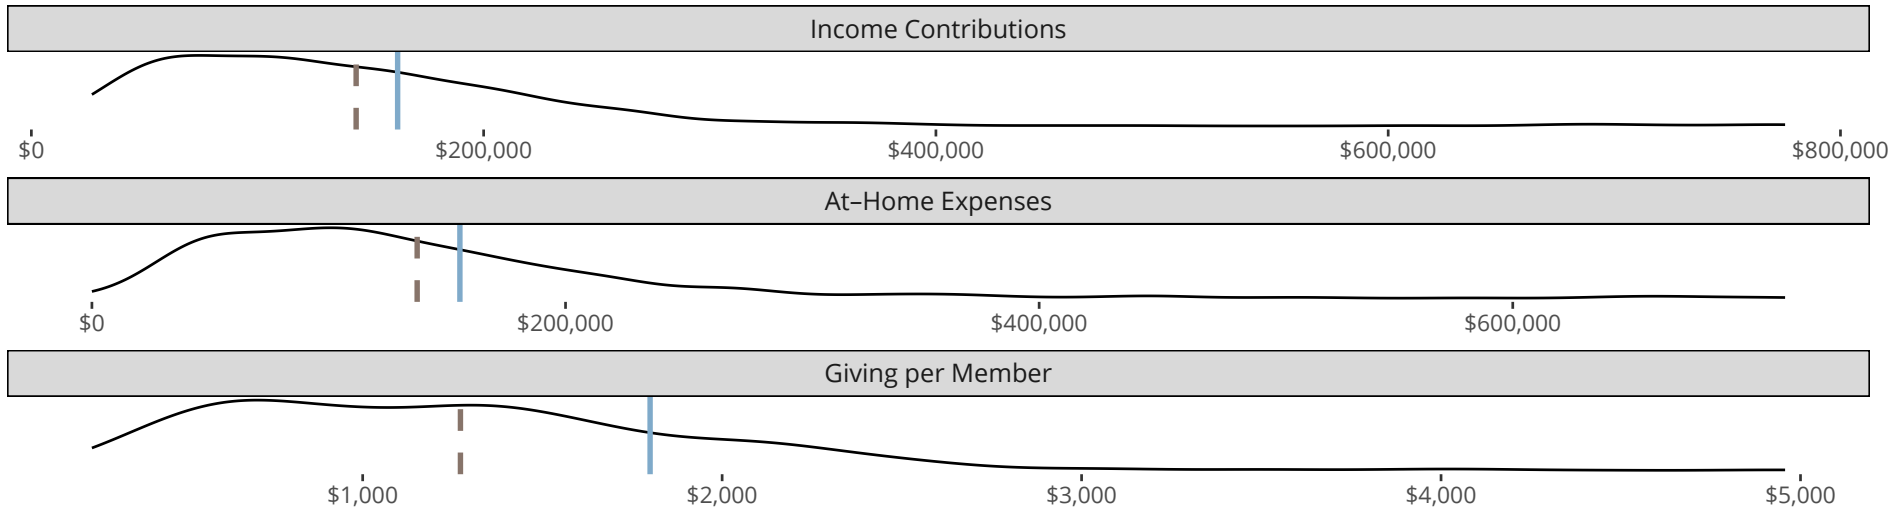 Income Contributions
$0 $200,000 $400,000 $600,000 $800,000
At–Home Expenses
$0 $200,000 $400,000 $600,000
Giving per Member
$1,000 $2,000 $3,000 $4,000 $5,000